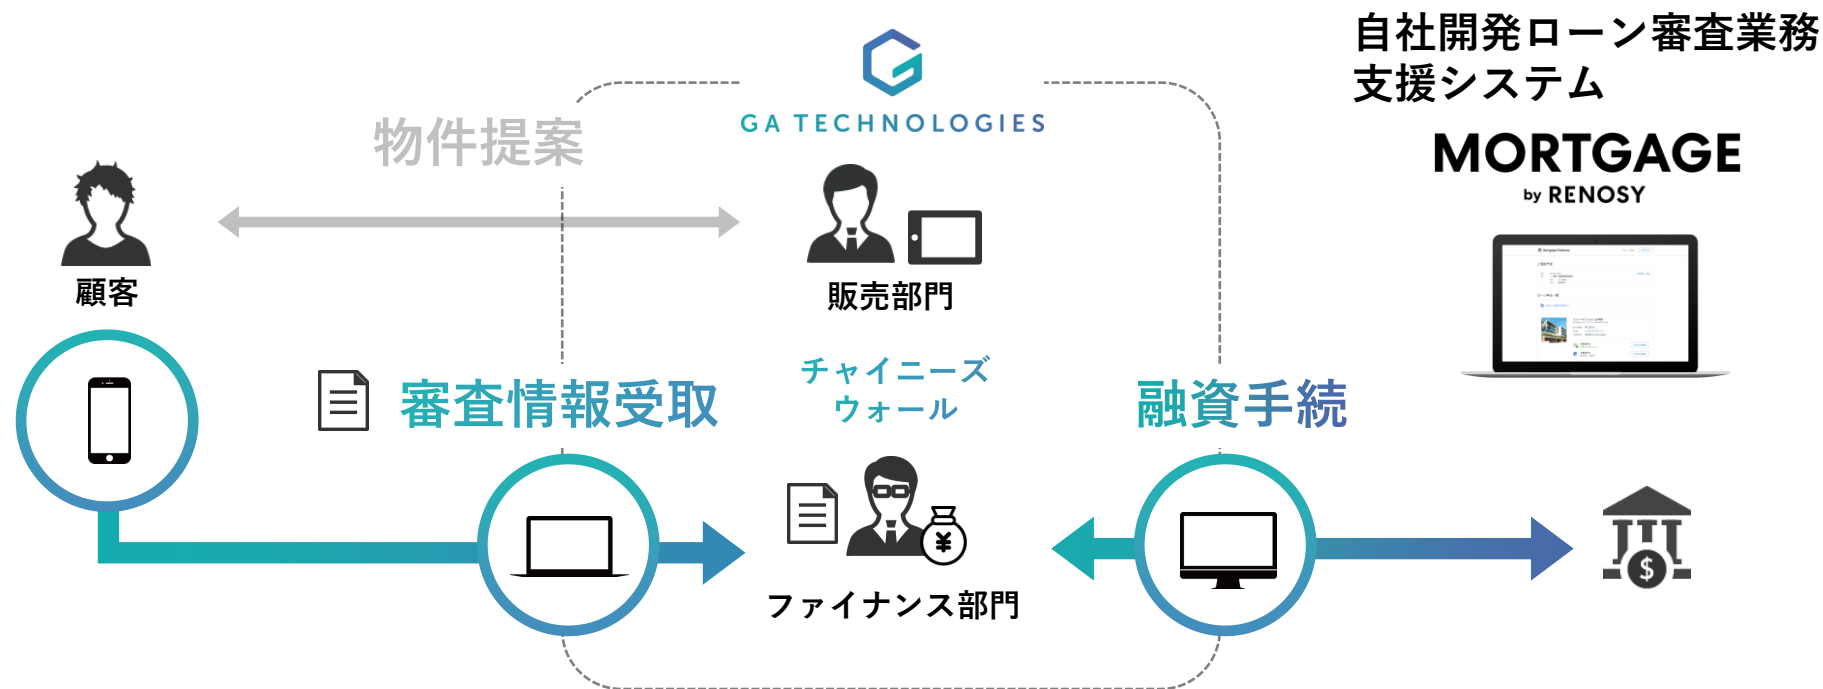 自社開発ローン審査業務
支援システム
GA TECHNOLOGIES
物件提案
MORTGAGE
by RENOSY
顧客
販売部門
チャイニーズ
ウォール
審査情報受取
融資手続
¥
$
ファイナンス部門